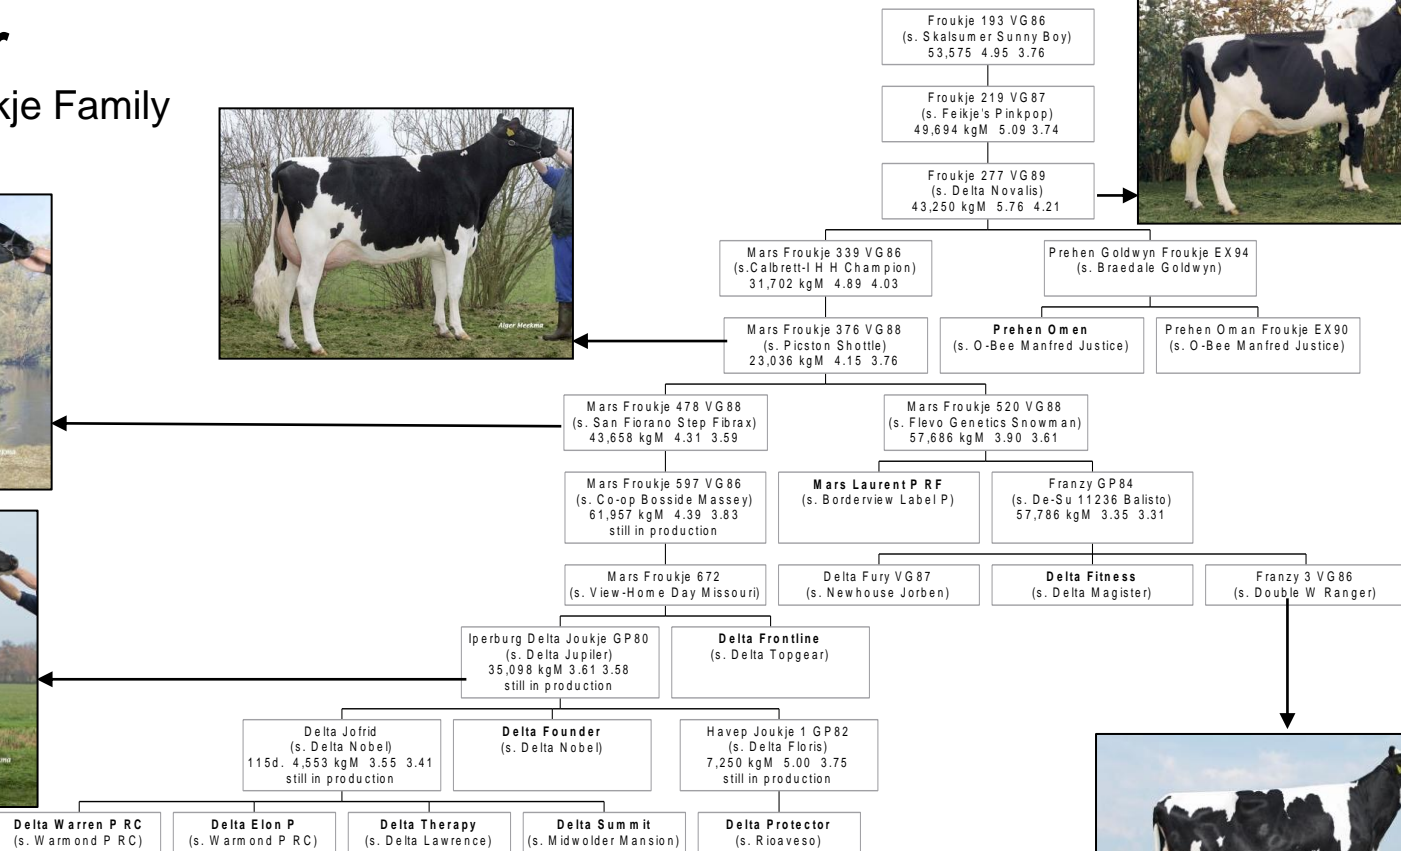 r
kje Family
Froukje 193 VG86
(s. Skalsumer Sunny Boy)
53,575 4.95 3.76
Froukje 219 VG87
(s. Feikje's Pinkpop)
49,694 kgM 5.09 3.74
Froukje 277 VG89
(s. Delta Novalis)
43,250 kgM 5.76 4.21
Mars Froukje 339 VG86
(s.Calbrett-I H H Champion)
31,702 kgM 4.89 4.03
Prehen Goldwyn Froukje EX94
(s. Braedale Goldwyn)
Mars Froukje 376 VG88
(s. Picston Shottle)
23,036 kgM 4.15 3.76
Prehen Omen
(s. O-Bee Manfred Justice)
Prehen Oman Froukje EX90
(s. O-Bee Manfred Justice)
Alger Meekma
Mars Froukje 478 VG88
(s. San Fiorano Step Fibrax)
43,658 kgM 4.31 3.59
Mars Froukje 520 VG88
(s. Flevo Genetics Snowman)
57,686 kgM 3.90 3.61
Mars Froukje 597 VG86
(s. Co-op Bosside Massey)
61,957 kgM 4.39 3.83
still in production
Mars Laurent P RF
(s. Borderview Label P)
Franzy GP84
(s. De-Su 11236 Balisto)
57,786 kgM 3.35 3.31
Mars Froukje 672
(s. View-Home Day Missouri)
Delta Fury VG87
(s. Newhouse Jorben)
Delta Fitness
(s. Delta Magister)
Franzy 3 VG86
(s. Double W Ranger)
Iperburg Delta Joukje GP80
(s. Delta Jupiler)
35,098 kgM 3.61 3.58
still in production
Delta Frontline
(s. Delta Topgear)
Delta Jofrid
(s. Delta Nobel)
115d. 4,553 kgM 3.55 3.41
still in production
Delta Founder
(s. Delta Nobel)
Havep Joukje 1 GP82
(s. Delta Floris)
7,250 kgM 5.00 3.75
still in production
Delta Warren P RC
(s. Warmond P RC)
Delta Elon P
(s. Warmond P RC)
Delta Therapy
(s. Delta Lawrence)
Delta Summit
(s. Midwolder Mansion)
Delta Protector
(s. Rioaveso)